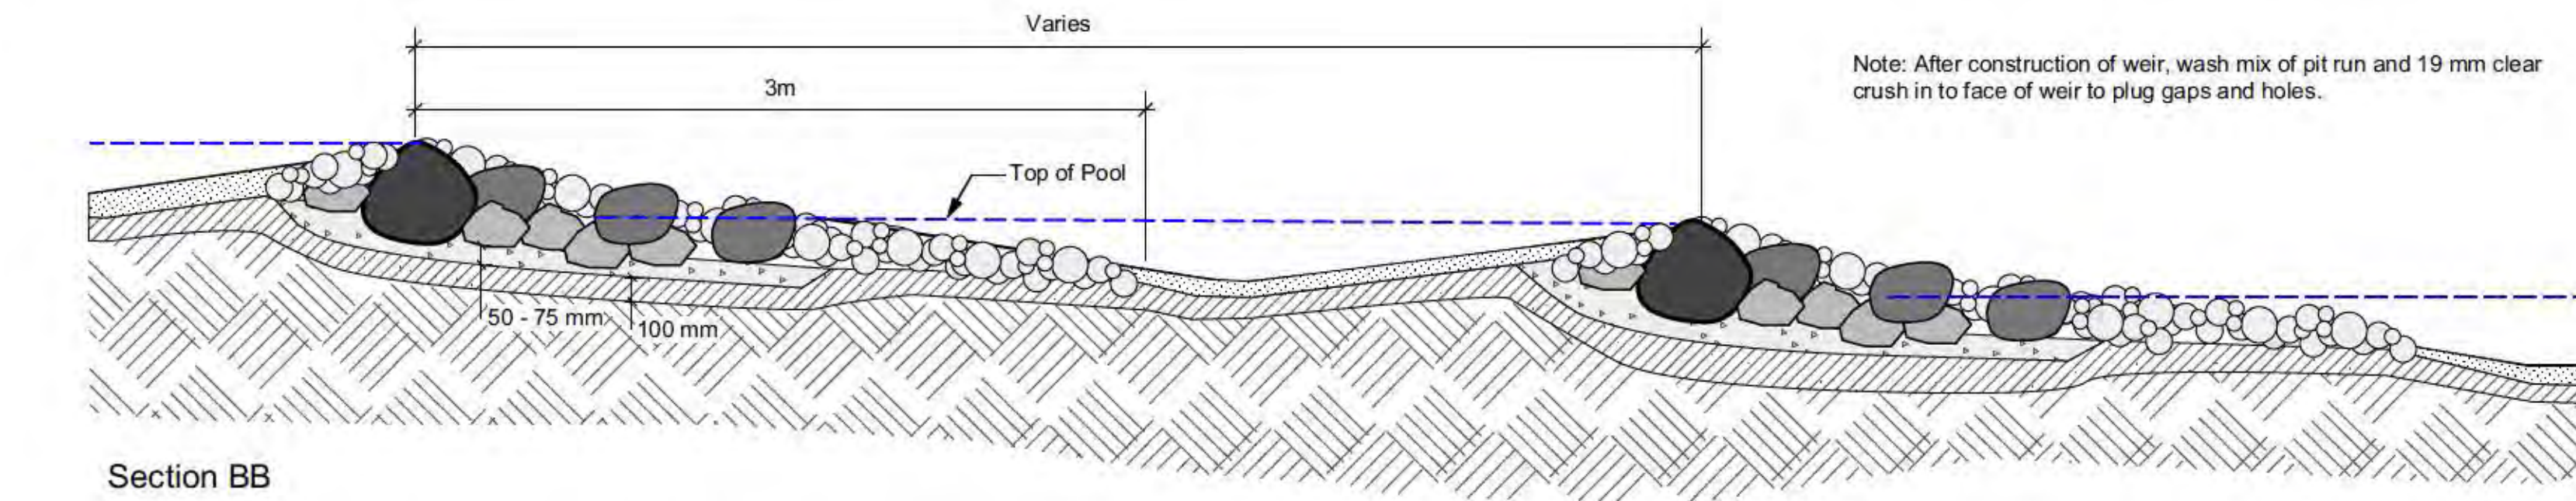 Varies
Note: After construction of weir, wash mix of pit run and 19 mm clear
crush in to face of weir to plug gaps and holes.
3m
Top of Pool
50 - 75 mm
100 mm
Section BB